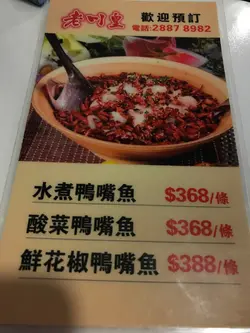 老川皇
歡迎預訂
電話:2887 8982
水煮鴨嘴魚 $368/條
酸菜鴨嘴魚 $368/條
鮮花椒鴨嘴魚 $388/條